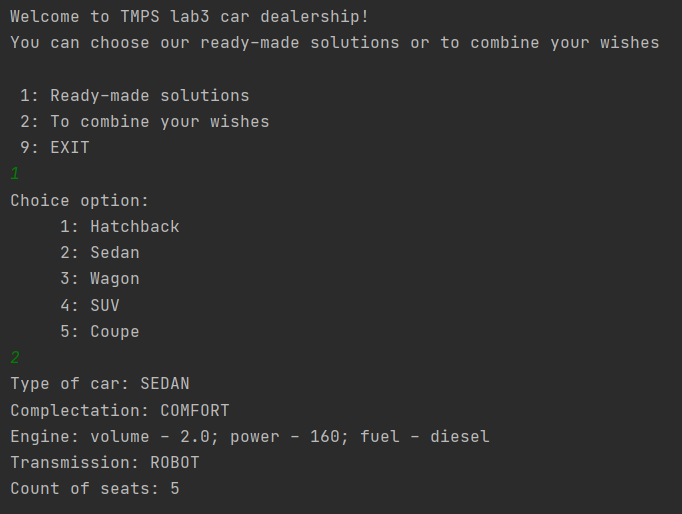 Welcome to TMPS lab3 car dealership!
You can choose our ready-made solutions or to combine your wishes
1: Ready-made solutions
2: To combine your wishes
9: EXIT
1
Choice option:
1: Hatchback
2: Sedan
3: Wagon
4: SUV
5: Coupe
2
Type of car: SEDAN
Complectation: COMFORT
Engine: volume - 2.0; power - 160; fuel - diesel
Transmission: ROBOT
Count of seats: 5